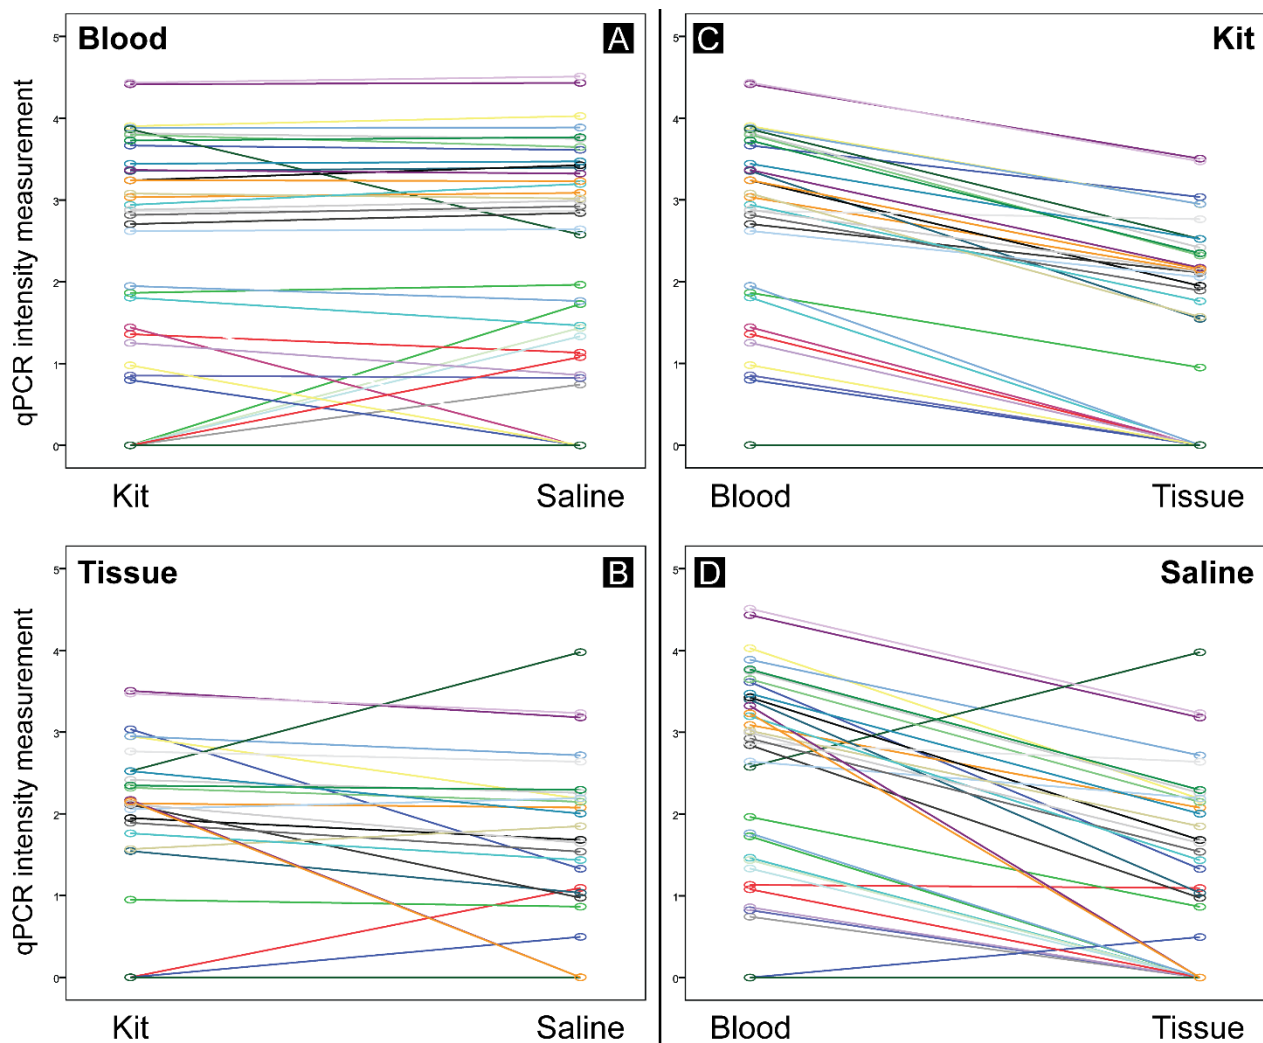 Blood
A
qPCR intensity measurement
5
4
3
2
1
0
Kit
Saline
C
Kit
5
4
3
2
1
0
Blood
Tissue
Tissue
B
qPCR intensity measurement
5
4
3
2
1
0
Kit
Saline
D
Saline
5
4
3
2
1
0
Blood
Tissue